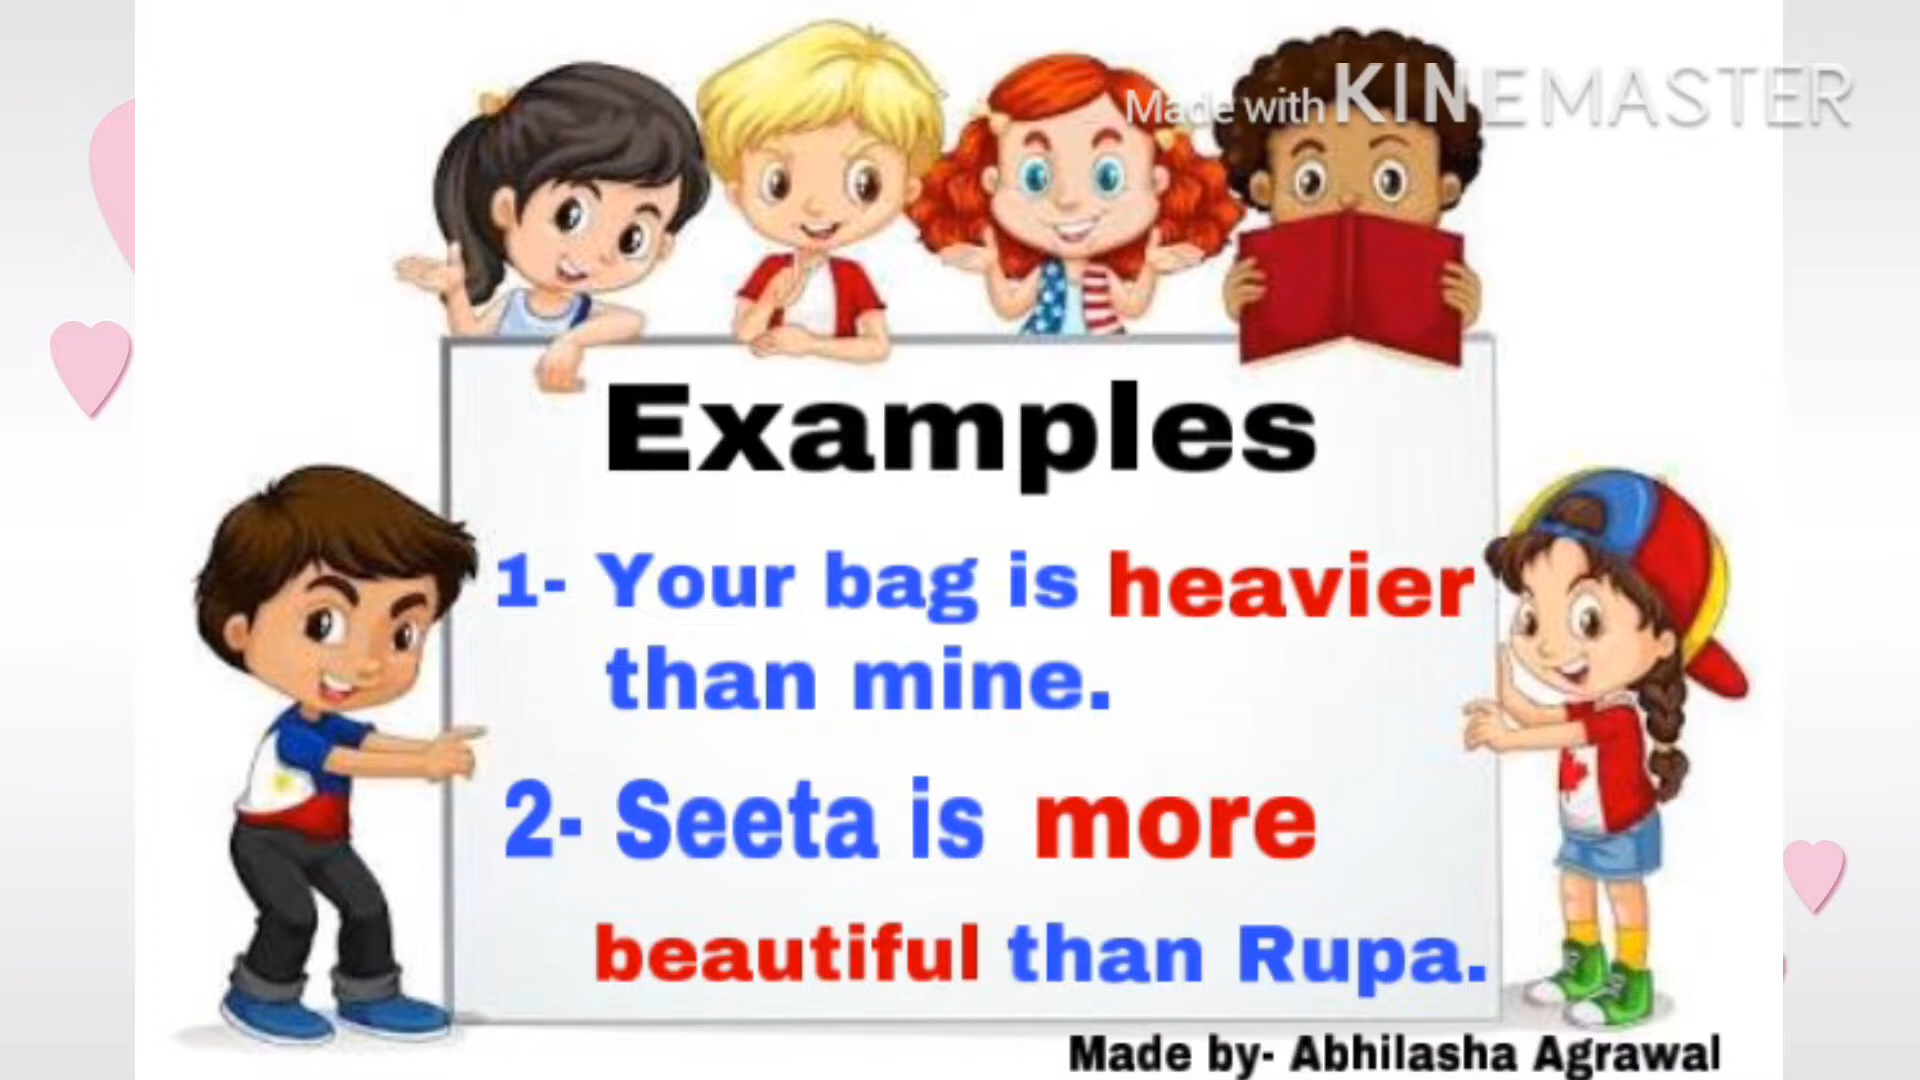 Made with KINEMASTER
Examples
1- Your bag is heavier
than mine.
2- Seeta is more
beautiful than Rupa.
Made by- Abhilasha Agrawal